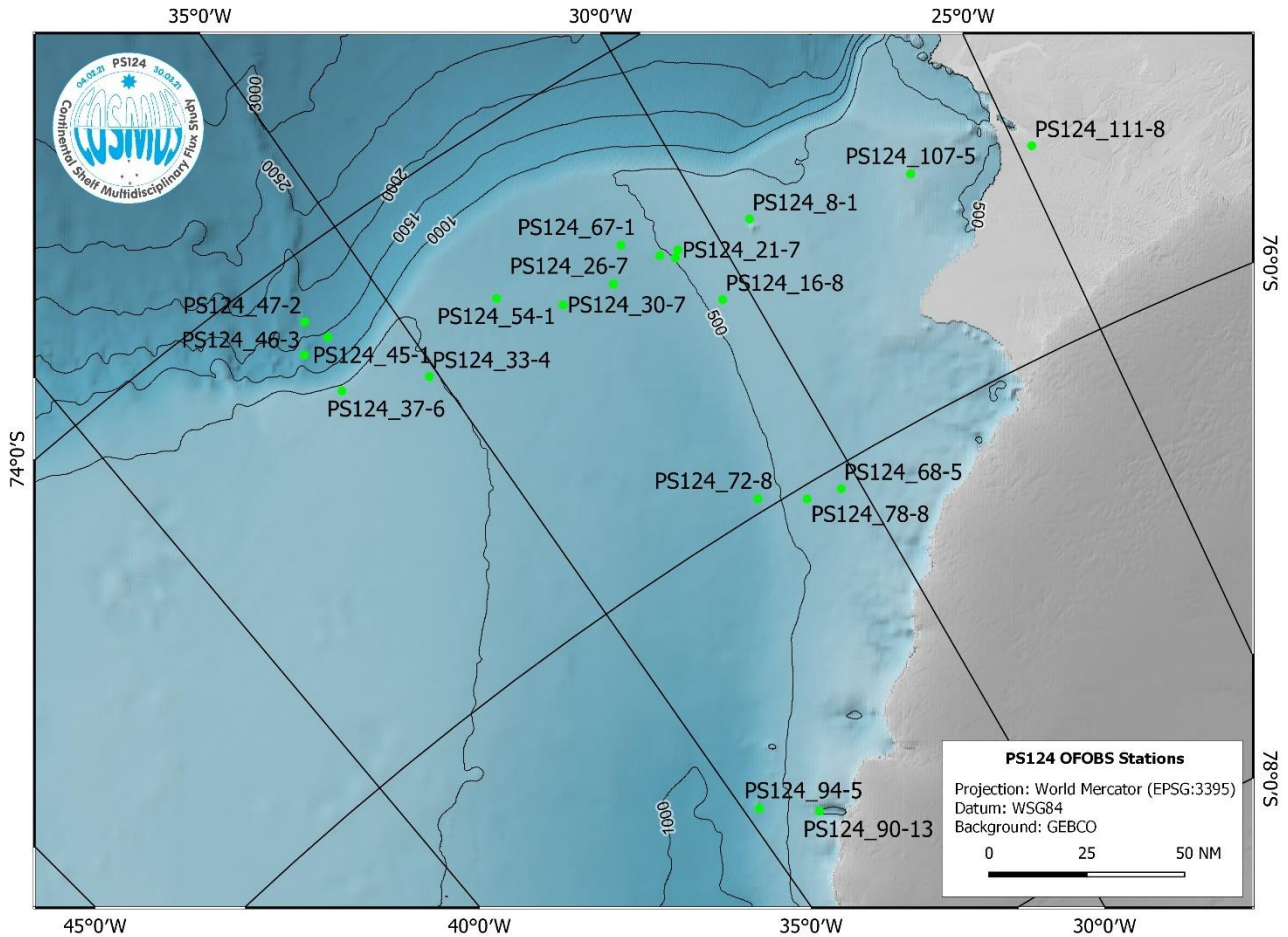 35°0'W
30°0'W
25°0'W
PS124
04.02.21
30.03.21
COSMUS
Continental Shelf Multidisciplinary Flux Study
3000
2500
2000
1500
1000
PS124_111-8
PS124_107-5
500
PS124_8-1
PS124_67-1
PS124_21-7
PS124_26-7
PS124_16-8
PS124_47-2
PS124_54-1
PS124_30-7
500
PS124_46-3
PS124_45-1
PS124_33-4
PS124_37-6
76°0'S
74°0'S
PS124_72-8
PS124_68-5
PS124_78-8
PS124_94-5
PS124_90-13
1000
78°0'S
PS124 OFOBS Stations
Projection: World Mercator (EPSG:3395)
Datum: WSG84
Background: GEBCO
0 25 50 NM
45°0'W
40°0'W
35°0'W
30°0'W